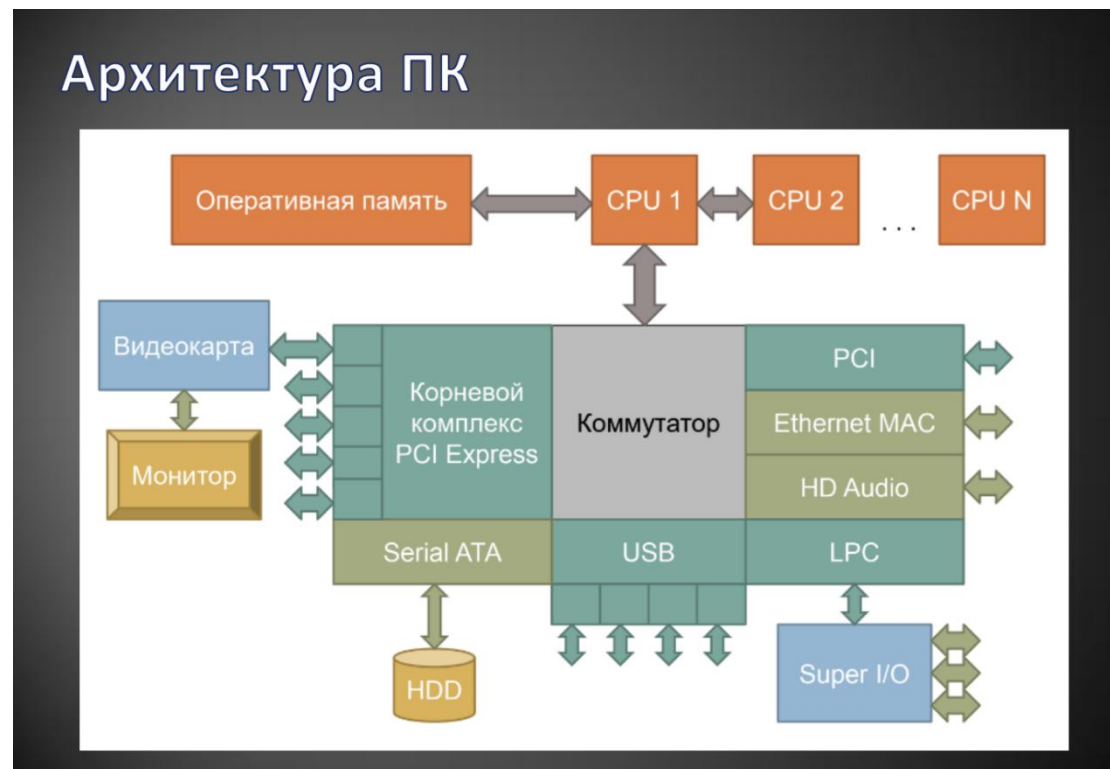 Архитектура ПК
Оперативная память
CPU 1
CPU 2
. . .
CPU N
Видеокарта
Монитор
Корневой
комплекс
PCI Express
Коммутатор
PCI
Ethernet MAC
HD Audio
Serial ATA
USB
LPC
HDD
Super I/O